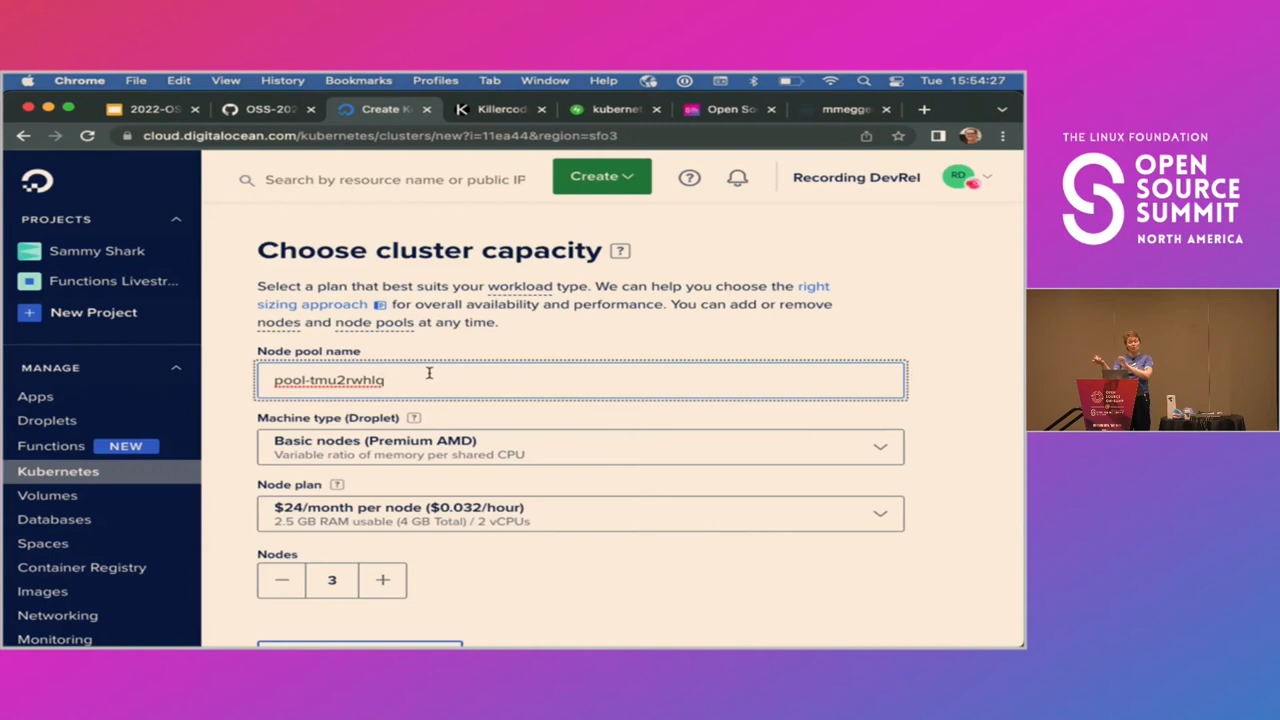 Chrome File Edit View History Bookmarks Profiles Tab Window Help Tue 15:54:27
2022-OS OSS-202 Create K Killercod kubernet Open So mmegge
cloud.digitalocean.com/kubernetes/clusters/new?i=11ea44&region=sfo3
Search by resource name or public IP Create ? Recording DevRel RD
PROJECTS
Sammy Shark
Functions Livestr...
New Project
MANAGE
Apps
Droplets
Functions NEW
Kubernetes
Volumes
Databases
Spaces
Container Registry
Images
Networking
Monitoring
Choose cluster capacity ?
Select a plan that best suits your workload type. We can help you choose the right
sizing approach for overall availability and performance. You can add or remove
nodes and node pools at any time.
Node pool name
pool-tmu2rwhlq
Machine type (Droplet) ?
Basic nodes (Premium AMD)
Variable ratio of memory per shared CPU
Node plan ?
$24/month per node ($0.032/hour)
2.5 GB RAM usable (4 GB Total) / 2 vCPUs
Nodes
− 3 +
THE LINUX FOUNDATION
OPEN
SOURCE
SUMMIT
NORTH AMERICA